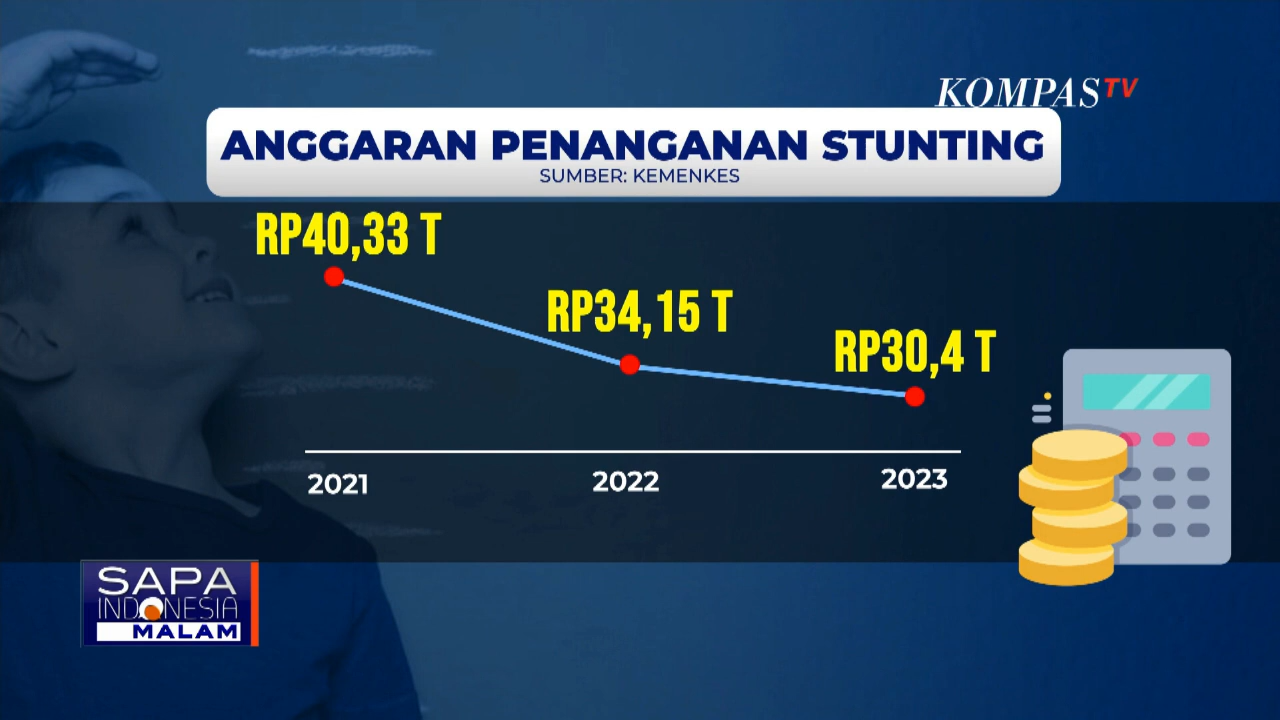 KOMPAS TV
ANGGARAN PENANGANAN STUNTING
SUMBER: KEMENKES
RP40,33 T
RP34,15 T
RP30,4 T
2021
2022
2023
SAPA
INDONESIA
MALAM